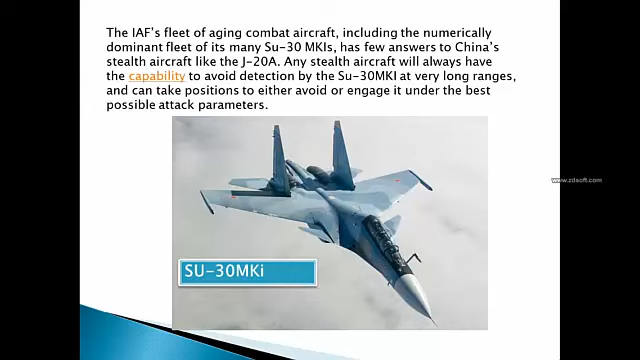 The IAF's fleet of aging combat aircraft, including the numerically
dominant fleet of its many Su-30 MKIs, has few answers to China's
stealth aircraft like the J-20A. Any stealth aircraft will always have
the capability to avoid detection by the Su-30MKI at very long ranges,
and can take positions to either avoid or engage it under the best
possible attack parameters.
www.zdsoft.com
SU-30MKi